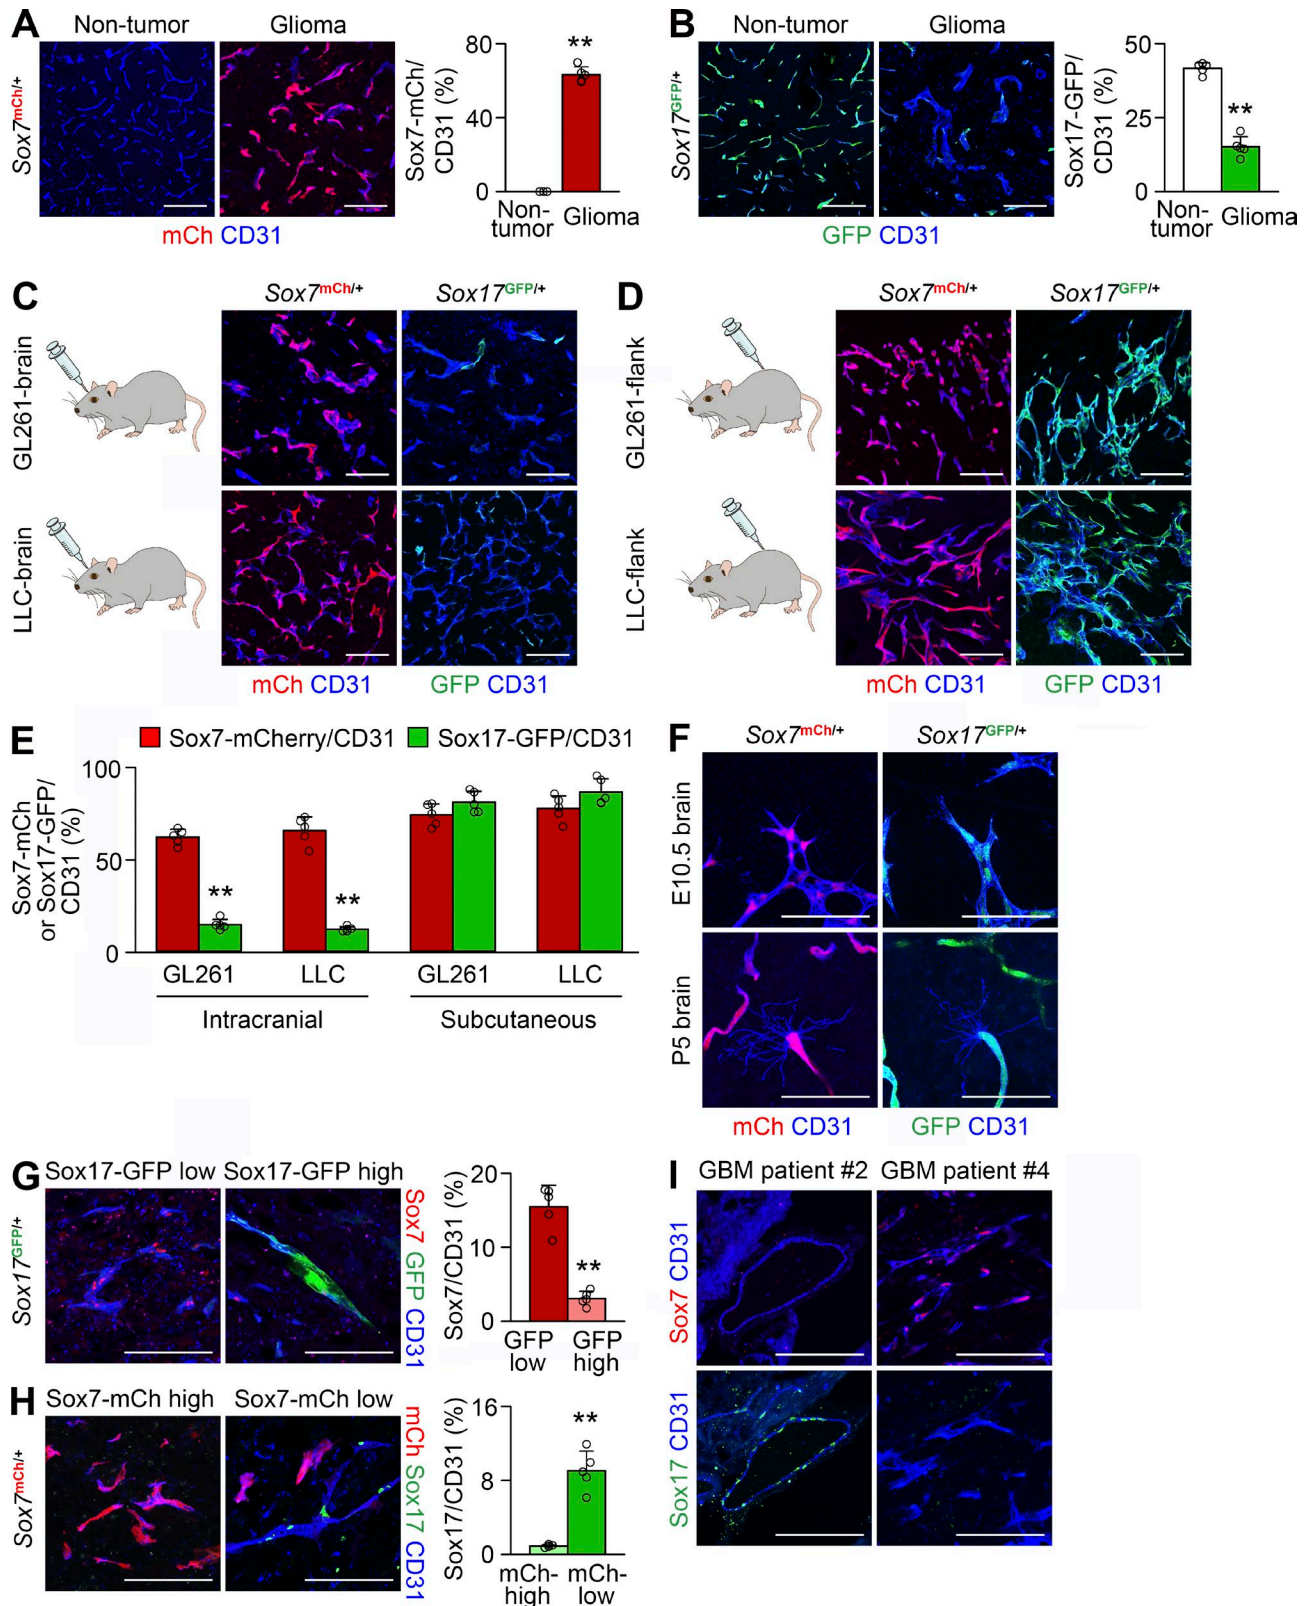 A
Non-tumor
Glioma
Sox7mCh/+
mCh CD31
Sox7-mCh/
CD31 (%)
80
40
0
**
Non-
tumor
Glioma
B
Non-tumor
Glioma
Sox17GFP/+
GFP CD31
Sox17-GFP/
CD31 (%)
50
25
0
**
Non-
tumor
Glioma
C
Sox7mCh/+
Sox17GFP/+
GL261-brain
LLC-brain
mCh CD31
GFP CD31
D
Sox7mCh/+
Sox17GFP/+
GL261-flank
LLC-flank
mCh CD31
GFP CD31
E
Sox7-mCherry/CD31
Sox17-GFP/CD31
Sox7-mCh
or Sox17-GFP/
CD31 (%)
100
50
0
**
**
GL261
LLC
GL261
LLC
Intracranial
Subcutaneous
F
Sox7mCh/+
Sox17GFP/+
E10.5 brain
P5 brain
mCh CD31
GFP CD31
G
Sox17-GFP low
Sox17-GFP high
Sox17GFP/+
Sox7 GFP CD31
Sox7/CD31 (%)
20
10
0
**
GFP
low
GFP
high
H
Sox7-mCh high
Sox7-mCh low
Sox7mCh/+
mCh Sox17 CD31
Sox17/CD31 (%)
16
8
0
**
mCh-
high
mCh-
low
I
GBM patient #2
GBM patient #4
Sox7 CD31
Sox17 CD31